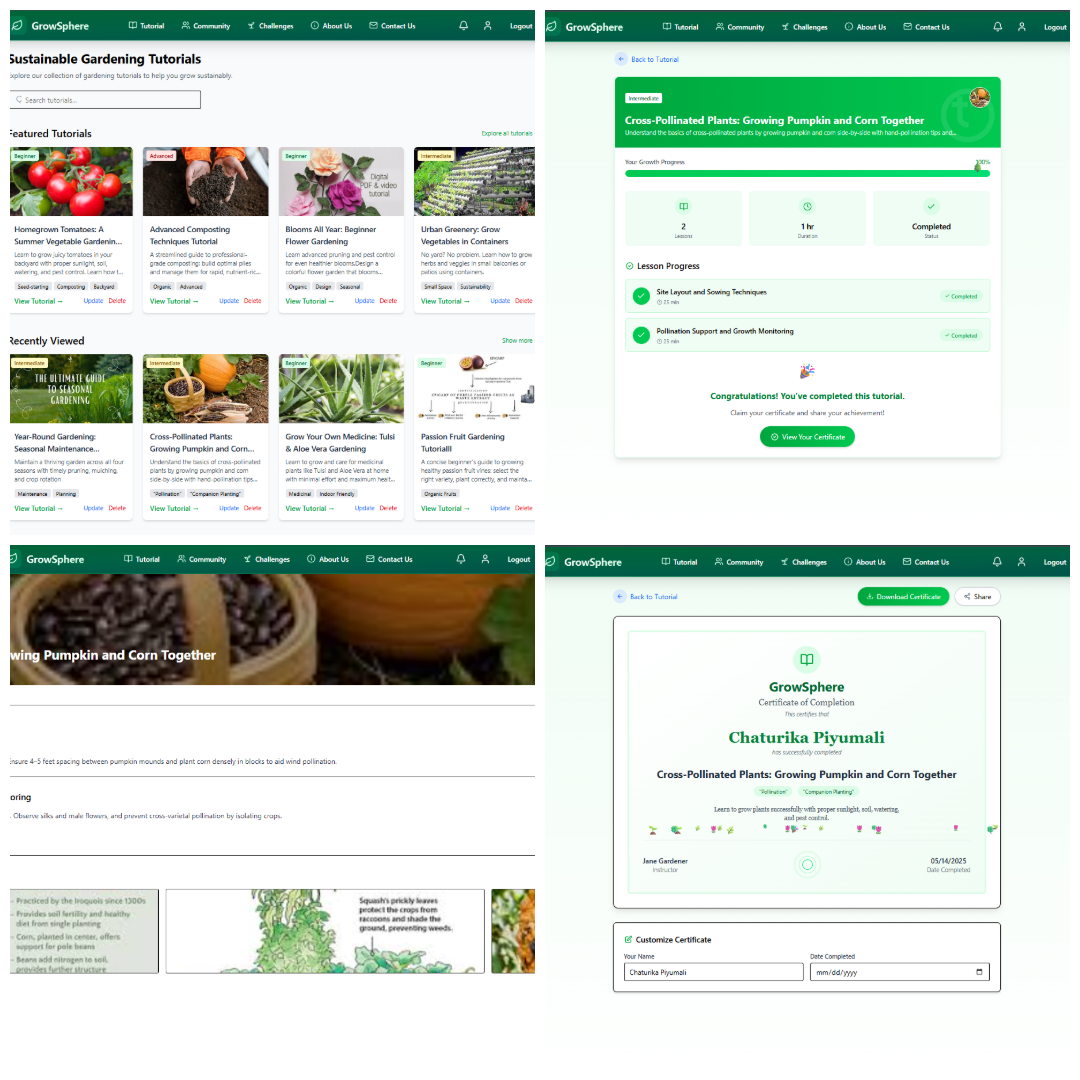 GrowSphere
Tutorial
Community
Challenges
About Us
Contact Us
Logout
Sustainable Gardening Tutorials
Explore our collection of gardening tutorials to help you grow sustainably.
Search tutorials...
Featured Tutorials
Explore all tutorials
Beginner
Homegrown Tomatoes: A
Summer Vegetable Gardenin...
Learn to grow juicy tomatoes in your
backyard with proper sunlight, soil,
watering, and pest control. Learn how t...
Seed-starting
Composting
Backyard
View Tutorial →
Update
Delete
Advanced
Advanced Composting
Techniques Tutorial
A streamlined guide to professional-
grade composting: build optimal piles
and manage them for rapid, nutrient-ric...
Organic
Advanced
View Tutorial →
Update
Delete
Beginner
Digital
PDF & video
tutorial
Blooms All Year: Beginner
Flower Gardening
Learn advanced pruning and pest control
for even healthier blooms.Design a
colorful flower garden that blooms...
Organic
Design
Seasonal
View Tutorial →
Update
Delete
Intermediate
Urban Greenery: Grow
Vegetables in Containers
No yard? No problem. Learn how to grow
herbs and veggies in small balconies or
patios using containers.
Small Space
Sustainability
View Tutorial →
Update
Delete
Recently Viewed
Show more
Intermediate
THE ULTIMATE GUIDE
TO SEASONAL
GARDENING
Year-Round Gardening:
Seasonal Maintenance...
Maintain a thriving garden across all four
seasons with timely pruning, mulching,
and crop rotation
Maintenance
Planning
View Tutorial →
Update
Delete
Intermediate
Cross-Pollinated Plants:
Growing Pumpkin and Corn...
Understand the basics of cross-pollinated
plants by growing pumpkin and corn
side-by-side with hand-pollination tips...
"Pollination"
"Companion Planting"
View Tutorial →
Update
Delete
Beginner
Grow Your Own Medicine: Tulsi
& Aloe Vera Gardening
Learn to grow and care for medicinal
plants like Tulsi and Aloe Vera at home
with minimal effort and maximum healt...
Medicinal
Indoor Friendly
View Tutorial →
Update
Delete
Beginner
Passion Fruit Gardening
Tutorialll
A concise beginner's guide to growing
healthy passion fruit vines: select the
right variety, plant correctly, and mainta...
Organic Fruits
View Tutorial →
Update
Delete
GrowSphere
Tutorial
Community
Challenges
About Us
Contact Us
Logout
Back to Tutorial
Intermediate
Cross-Pollinated Plants: Growing Pumpkin and Corn Together
Understand the basics of cross-pollinated plants by growing pumpkin and corn side-by-side with hand-pollination tips and...
Your Growth Progress
100%
2
Lessons
1 hr
Duration
Completed
Status
Lesson Progress
Site Layout and Sowing Techniques
25 min
Completed
Pollination Support and Growth Monitoring
25 min
Completed
Congratulations! You've completed this tutorial.
Claim your certificate and share your achievement!
View Your Certificate
GrowSphere
Tutorial
Community
Challenges
About Us
Contact Us
Logout
wing Pumpkin and Corn Together
Ensure 4-5 feet spacing between pumpkin mounds and plant corn densely in blocks to aid wind pollination.
oring
. Observe silks and male flowers, and prevent cross-varietal pollination by isolating crops.
– Practiced by the Iroquois since 1300s
– Provides soil fertility and healthy
diet from single planting
– Corn, planted in center, offers
support for pole beans
– Beans add nitrogen to soil,
provides further structure
Squash's prickly leaves
protect the crops from
raccoons and shade the
ground, preventing weeds.
GrowSphere
Tutorial
Community
Challenges
About Us
Contact Us
Logout
Back to Tutorial
Download Certificate
Share
GrowSphere
Certificate of Completion
This certifies that
Chaturika Piyumali
has successfully completed
Cross-Pollinated Plants: Growing Pumpkin and Corn Together
"Pollination"
"Companion Planting"
Learn to grow plants successfully with proper sunlight, soil, watering,
and pest control.
Jane Gardener
Instructor
05/14/2025
Date Completed
Customize Certificate
Your Name
Date Completed
Chaturika Piyumali
mm/dd/yyyy